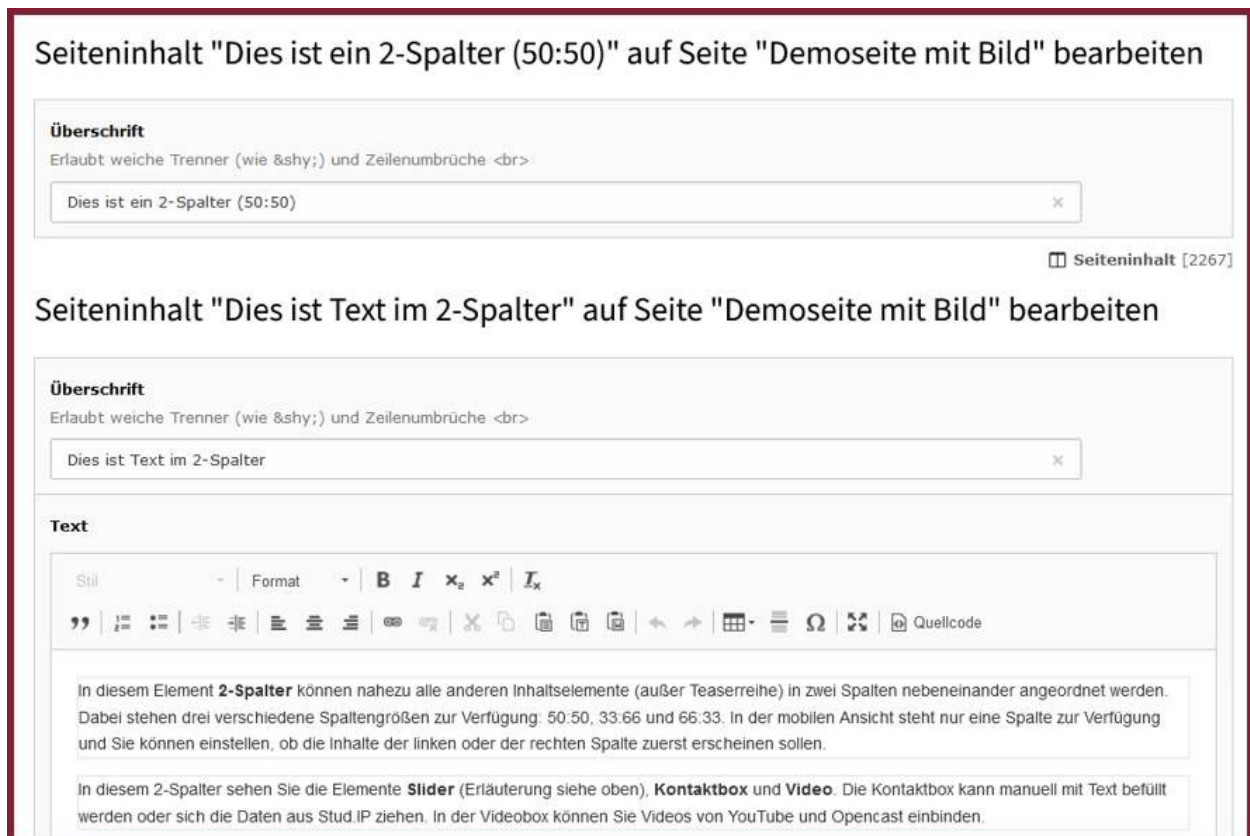 Seiteninhalt "Dies ist ein 2-Spalter (50:50)" auf Seite "Demoseite mit Bild" bearbeiten
Überschrift
Erlaubt weiche Trenner (wie &shy;) und Zeilenumbrüche <br>
Dies ist ein 2-Spalter (50:50)
Seiteninhalt [2267]
Seiteninhalt "Dies ist Text im 2-Spalter" auf Seite "Demoseite mit Bild" bearbeiten
Überschrift
Erlaubt weiche Trenner (wie &shy;) und Zeilenumbrüche <br>
Dies ist Text im 2-Spalter
Text
Stil Format B I x₂ x² Tx
Ω Quellcode
In diesem Element 2-Spalter können nahezu alle anderen Inhaltselemente (außer Teaserreihe) in zwei Spalten nebeneinander angeordnet werden.
Dabei stehen drei verschiedene Spaltengrößen zur Verfügung: 50:50, 33:66 und 66:33. In der mobilen Ansicht steht nur eine Spalte zur Verfügung
und Sie können einstellen, ob die Inhalte der linken oder der rechten Spalte zuerst erscheinen sollen.
In diesem 2-Spalter sehen Sie die Elemente Slider (Erläuterung siehe oben), Kontaktbox und Video. Die Kontaktbox kann manuell mit Text befüllt
werden oder sich die Daten aus Stud.IP ziehen. In der Videobox können Sie Videos von YouTube und Opencast einbinden.